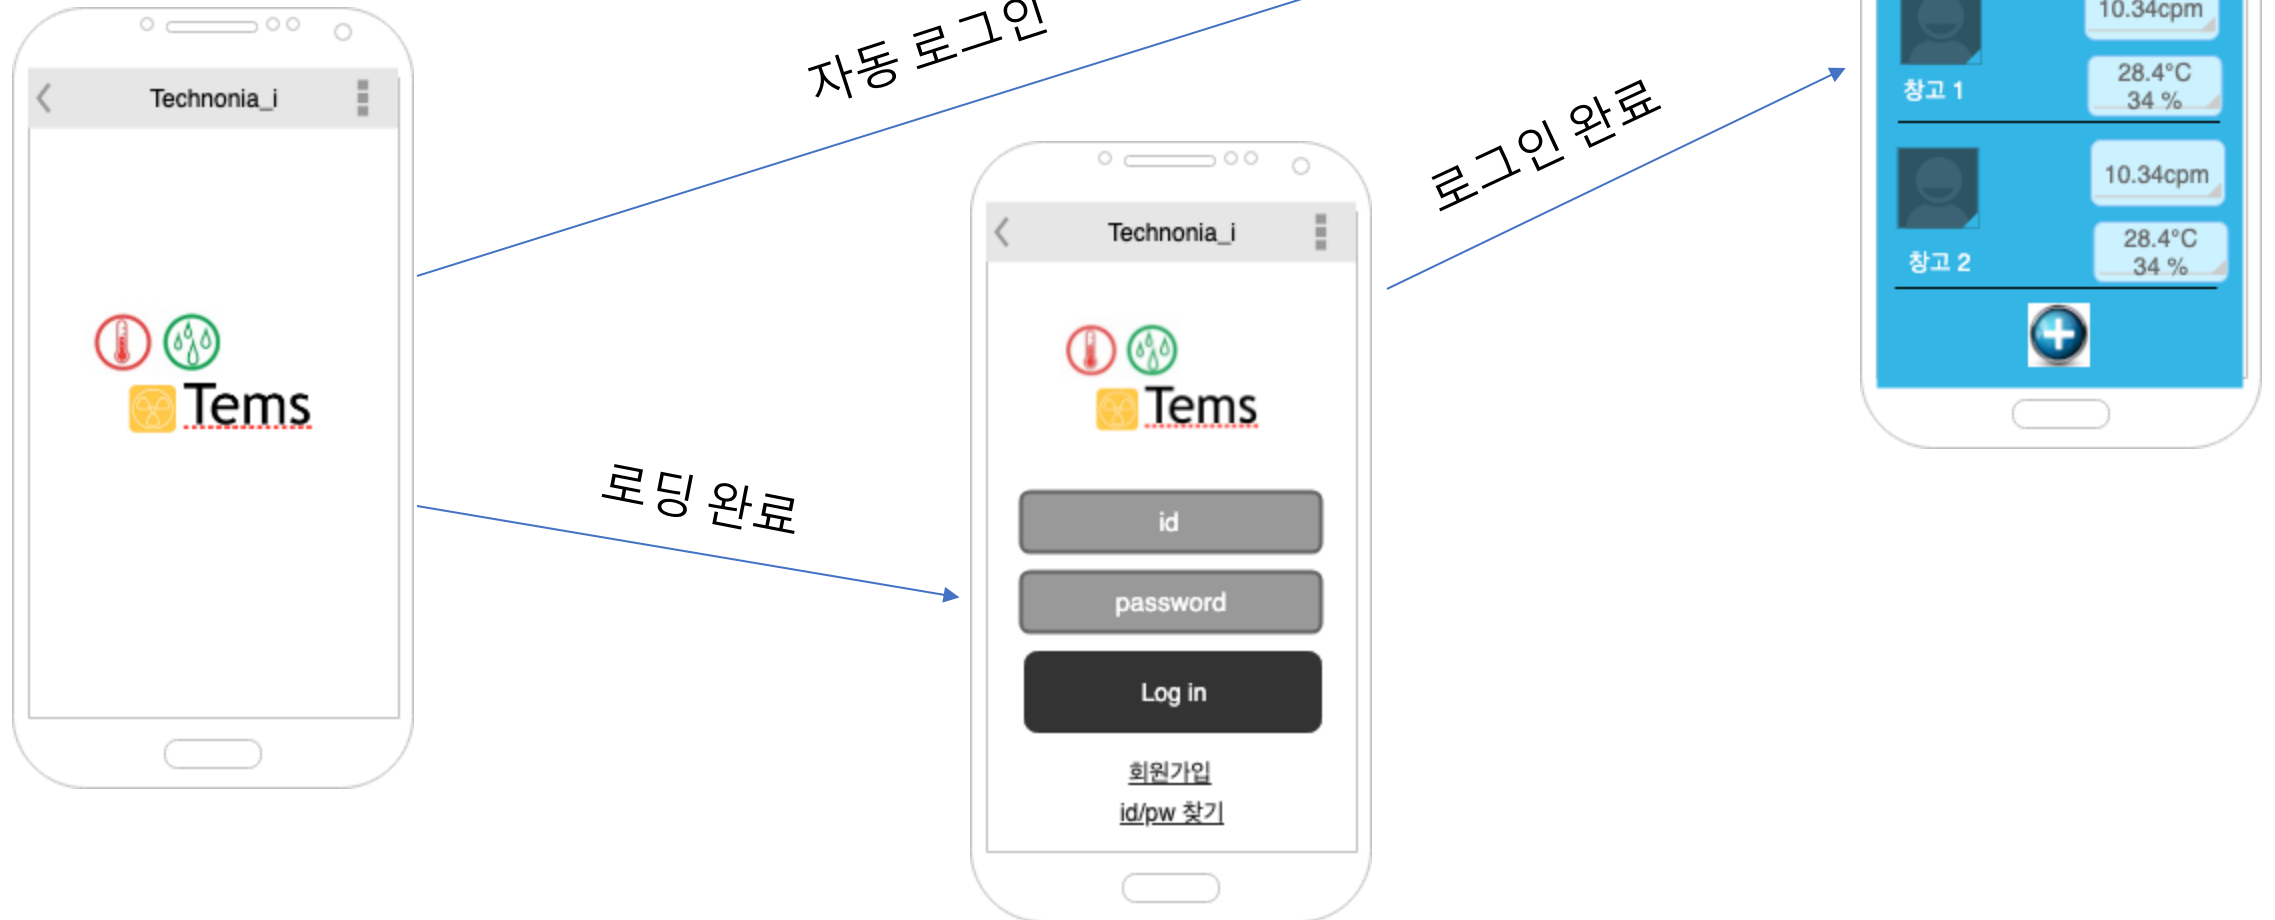 Technonia_i
Tems
자동 로그인
로딩 완료
Technonia_i
Tems
id
password
Log in
회원가입
id/pw 찾기
로그인 완료
10.34cpm
28.4°C
34 %
창고 1
10.34cpm
28.4°C
34 %
창고 2